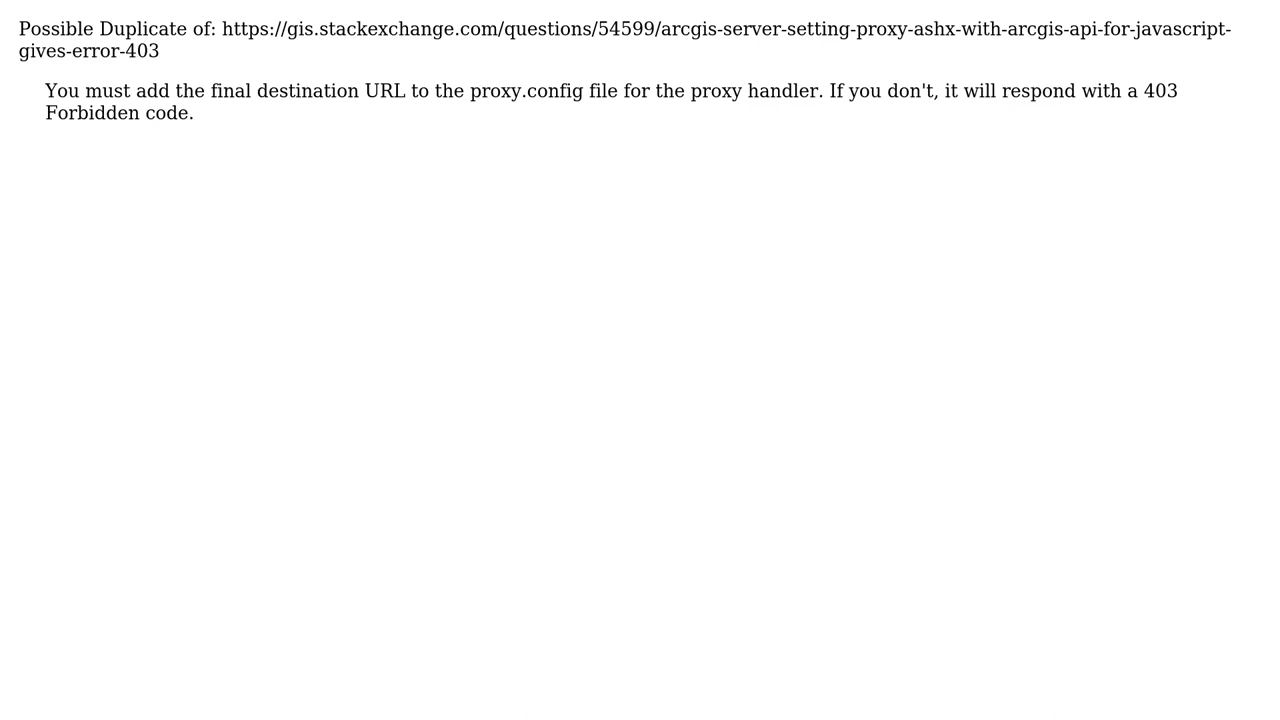 Possible Duplicate of: https://gis.stackexchange.com/questions/54599/arcgis-server-setting-proxy-ashx-with-arcgis-api-for-javascript-
gives-error-403
You must add the final destination URL to the proxy.config file for the proxy handler. If you don't, it will respond with a 403
Forbidden code.